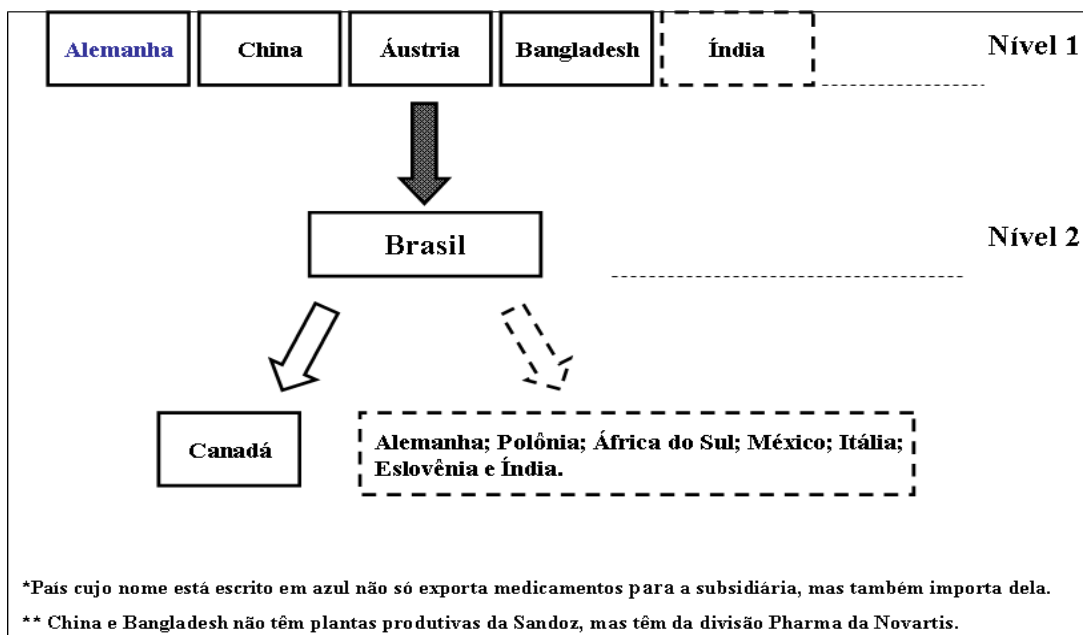 Alemanha
China
Áustria
Bangladesh
Índia
Nível 1
Brasil
Nível 2
Canadá
Alemanha; Polônia; África do Sul; México; Itália;
Eslovênia e Índia.
*País cujo nome está escrito em azul não só exporta medicamentos para a subsidiária, mas também importa dela.
** China e Bangladesh não têm plantas produtivas da Sandoz, mas têm da divisão Pharma da Novartis.